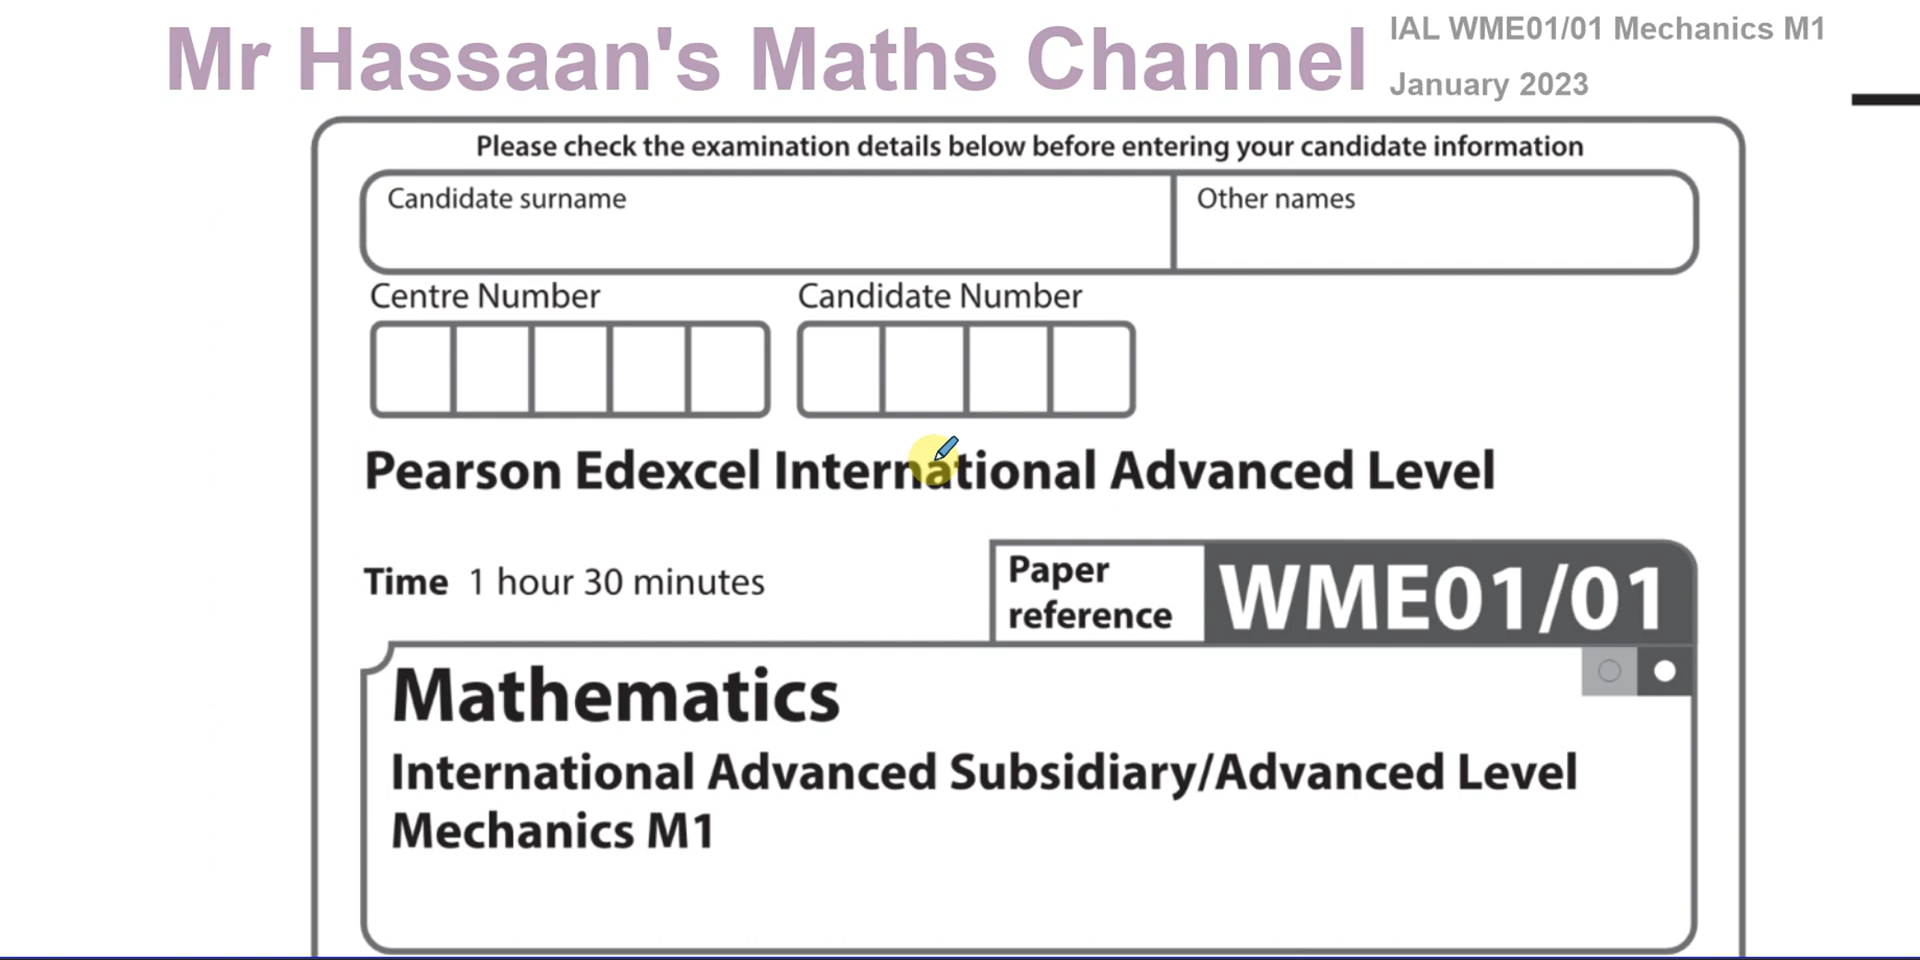 Mr Hassaan's Maths Channel
IAL WME01/01 Mechanics M1
January 2023
Please check the examination details below before entering your candidate information
Candidate surname
Other names
Centre Number
Candidate Number
Pearson Edexcel International Advanced Level
Time 1 hour 30 minutes
Paper reference
WME01/01
Mathematics
International Advanced Subsidiary/Advanced Level
Mechanics M1